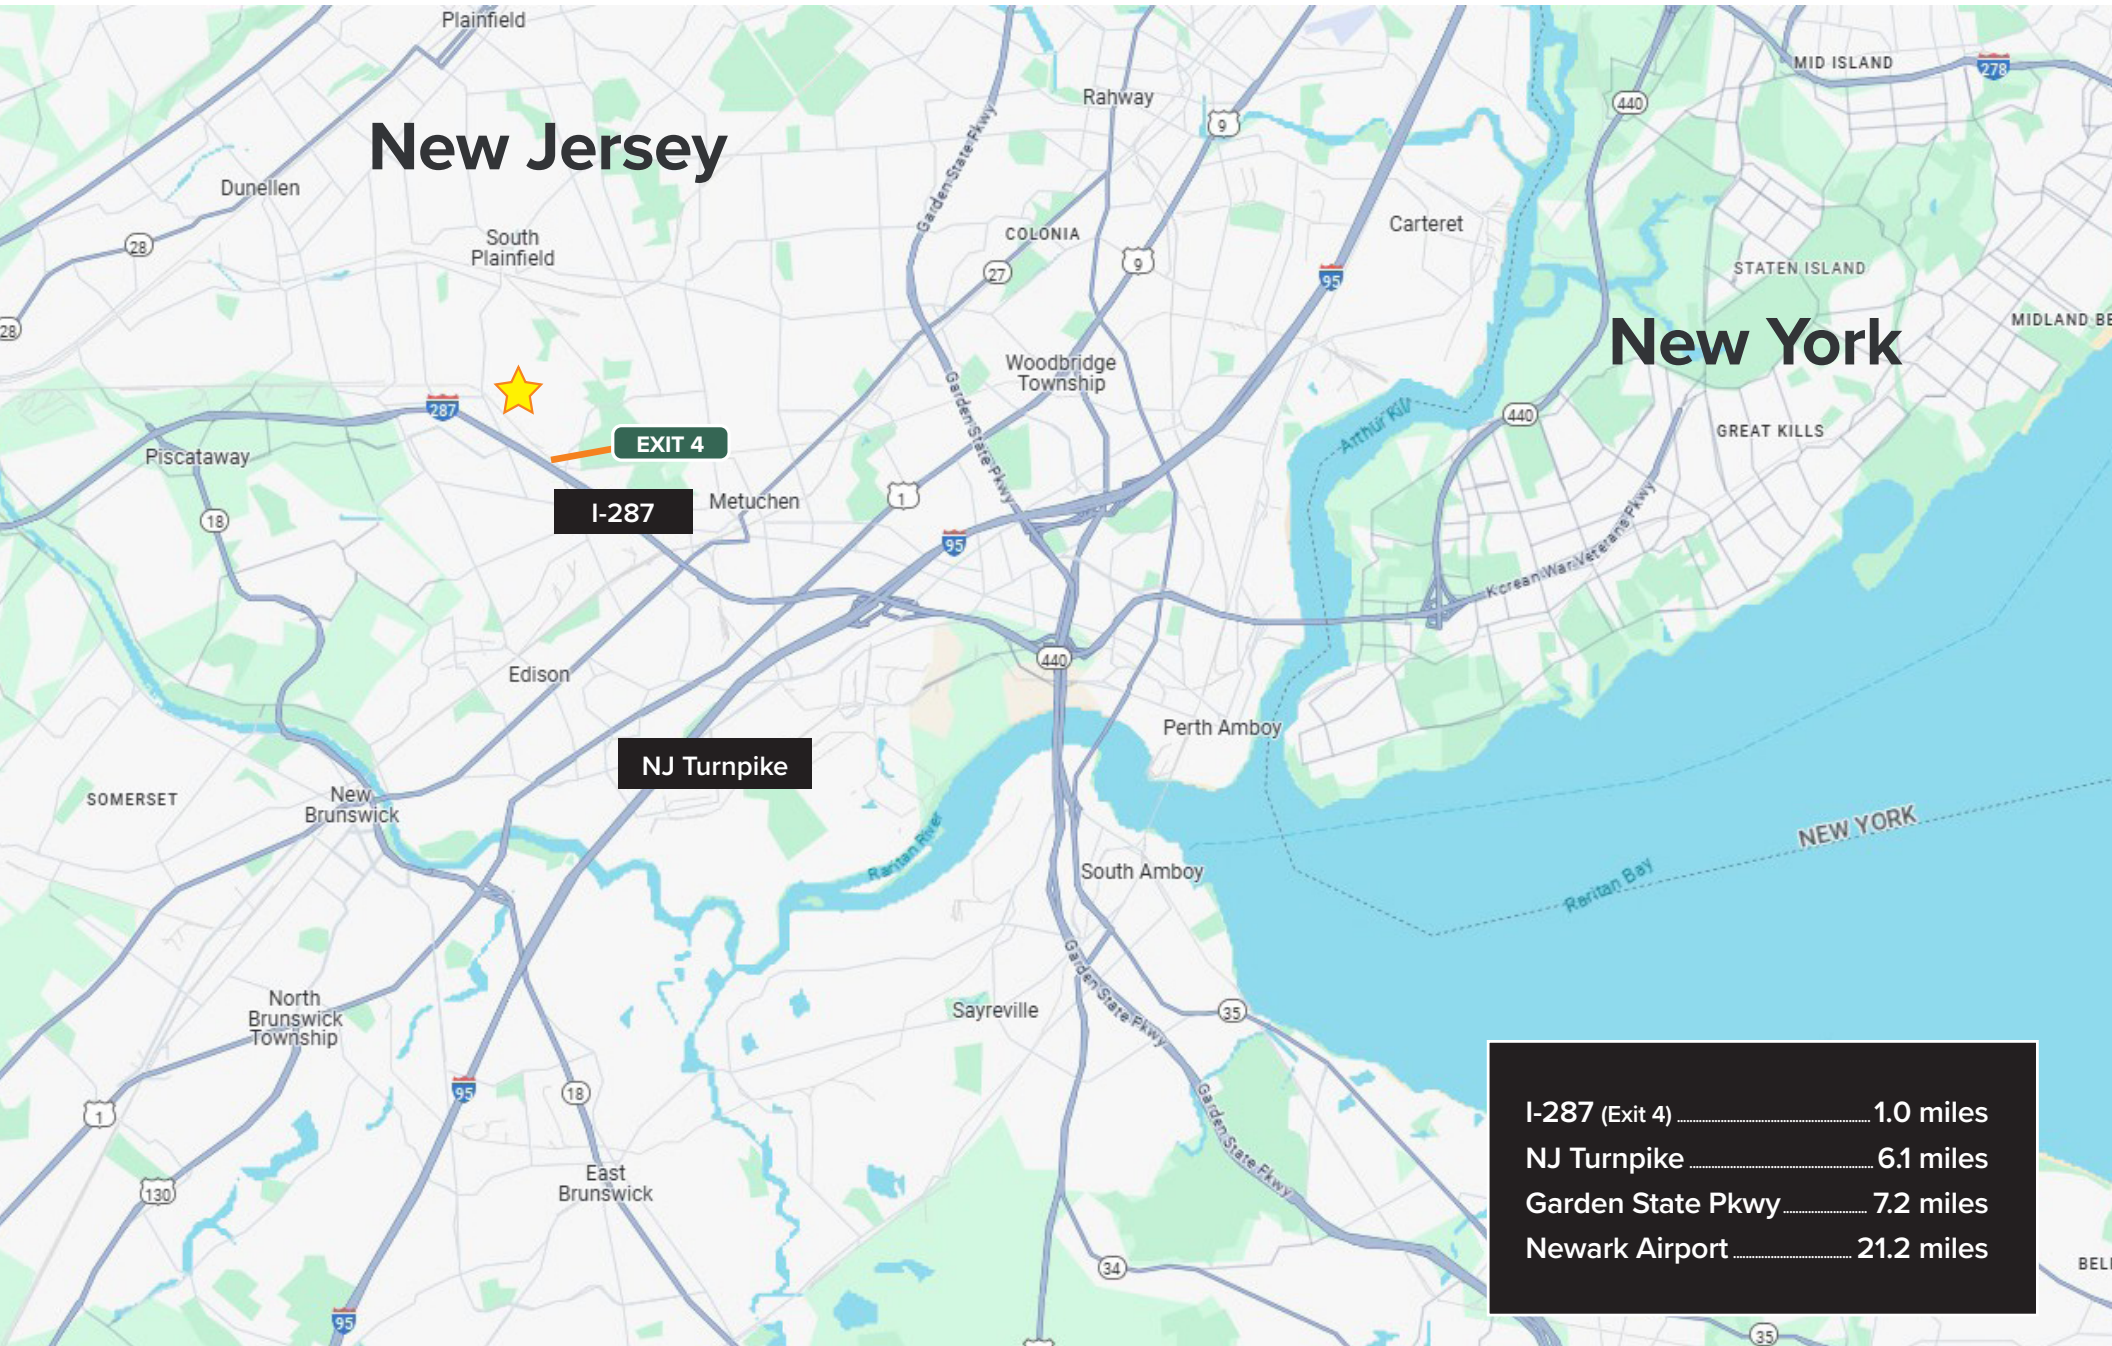 Plainfield
MID ISLAND
278
Rahway
440
9
New Jersey
Garden State Pkwy
Dunellen
Carteret
28
South
Plainfield
COLONIA
9
27
95
STATEN ISLAND
28
MIDLAND BE
New York
Woodbridge
Township
287
Garden State Pkwy
Arthur Kill
440
GREAT KILLS
EXIT 4
Piscataway
Metuchen
1
I-287
18
95
Korean War Veterans Pkwy
440
Edison
Perth Amboy
NJ Turnpike
SOMERSET
New
Brunswick
NEW YORK
Raritan River
South Amboy
Raritan Bay
Garden State Pkwy
North
Brunswick
Township
Sayreville
35
95
18
1
Garden State Pkwy
East
Brunswick
130
I-287 (Exit 4) 1.0 miles
NJ Turnpike 6.1 miles
Garden State Pkwy 7.2 miles
Newark Airport 21.2 miles
34
BEL
95
35